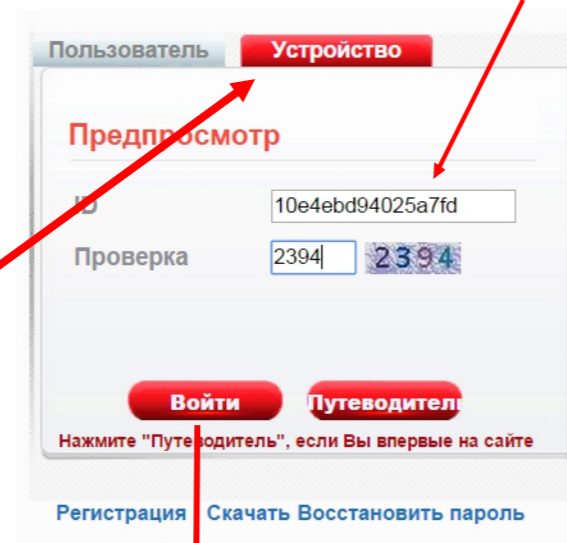 Пользователь Устройство
Предпросмотр
ID 10e4ebd94025a7fd
Проверка 2394 2394
Войти Путеводитель
Нажмите "Путеводитель", если Вы впервые на сайте
Регистрация Скачать Восстановить пароль